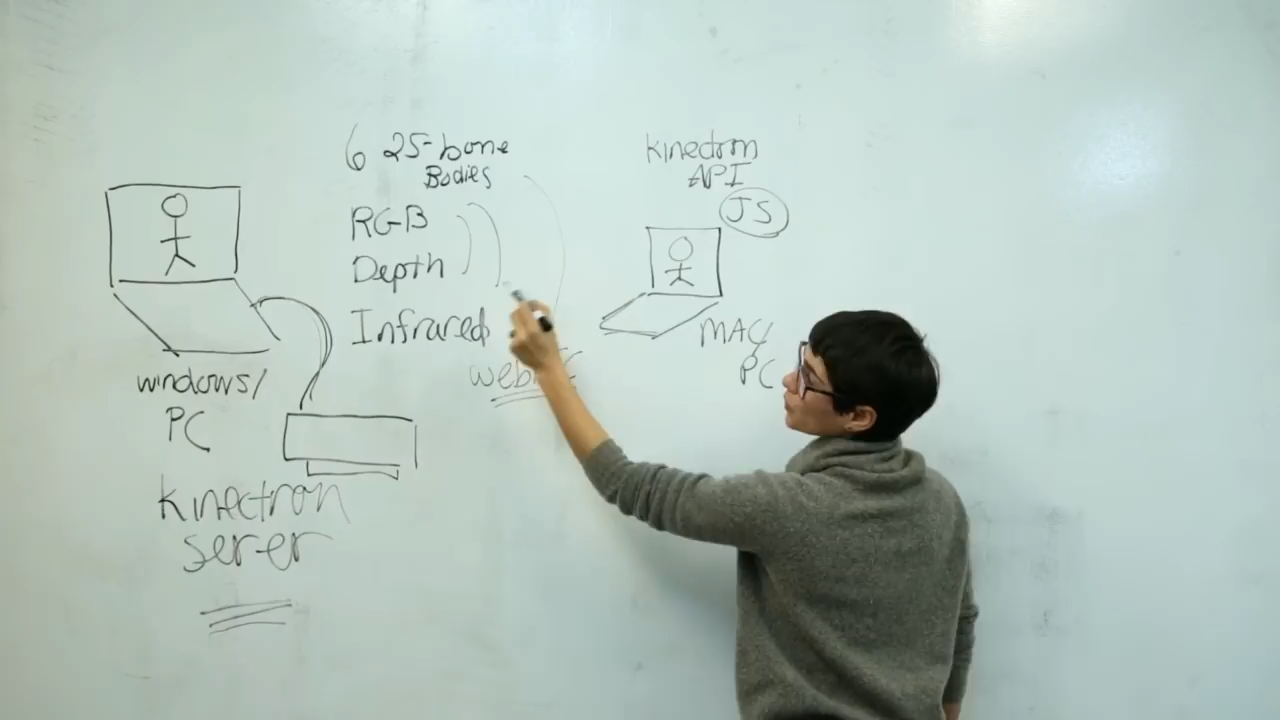 6 25-bone
Bodies
RGB
Depth
Infrared
windows/
PC
kinectron
serer
kinectron
API
JS
MAC/
PC